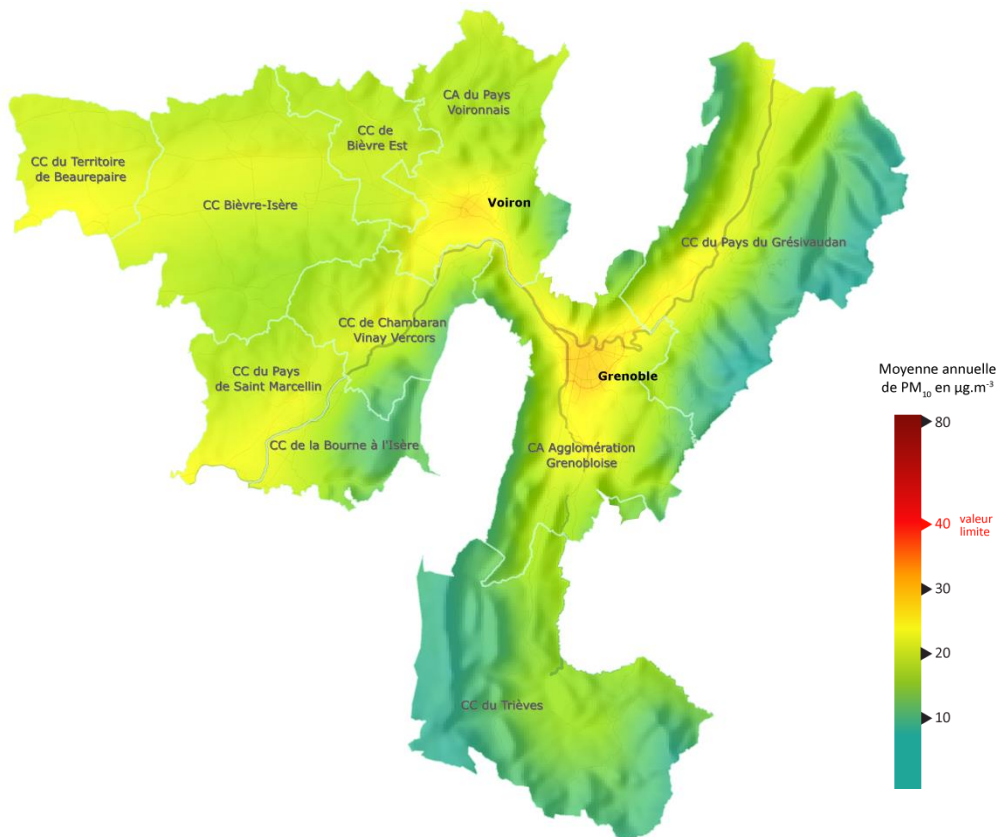 CA du Pays
Voironnais
CC de
Bièvre Est
CC du Territoire
de Beaurepaire
CC Bièvre-Isère
Voiron
CC du Pays du Grésivaudan
CC de Chambaran
Vinay Vercors
CC du Pays
de Saint Marcellin
Grenoble
CC de la Bourne à l'Isère
CA Agglomération
Grenobloise
CC du Trièves
Moyenne annuelle
de PM₁₀ en µg.m⁻³
80
40 valeur
limite
30
20
10